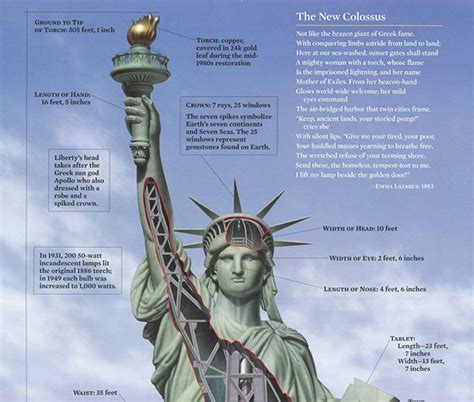 Ground to Tip
of Torch: 305 feet, 1 inch
Torch: copper,
covered in 24k gold
leaf during the mid-
1980s restoration
Length of Hand:
16 feet, 5 inches
Crown: 7 rays, 25 windows
The seven spikes symbolize
Earth's seven continents
and Seven Seas. The 25
windows represent
gemstones found on Earth.
Liberty's head
takes after the
Greek sun god
Apollo who also
dressed with a
robe and a
spiked crown.
In 1931, 200 50-watt
incandescent lamps lit
the original 1886 torch;
in 1949 each bulb was
increased to 1,000 watts.
Waist: 35 feet
The New Colossus
Not like the brazen giant of Greek fame,
With conquering limbs astride from land to land;
Here at our sea-washed, sunset gates shall stand
A mighty woman with a torch, whose flame
Is the imprisoned lightning, and her name
Mother of Exiles. From her beacon-hand
Glows world-wide welcome; her mild
eyes command
The air-bridged harbor that twin cities frame.
"Keep, ancient lands, your storied pomp!"
cries she
With silent lips. "Give me your tired, your poor,
Your huddled masses yearning to breathe free,
The wretched refuse of your teeming shore.
Send these, the homeless, tempest-tost to me,
I lift my lamp beside the golden door!"
—Emma Lazarus, 1883
Width of Head: 10 feet
Width of Eye: 2 feet, 6 inches
Length of Nose: 4 feet, 6 inches
Tablet:
Length—23 feet,
7 inches
Width—13 feet,
7 inches